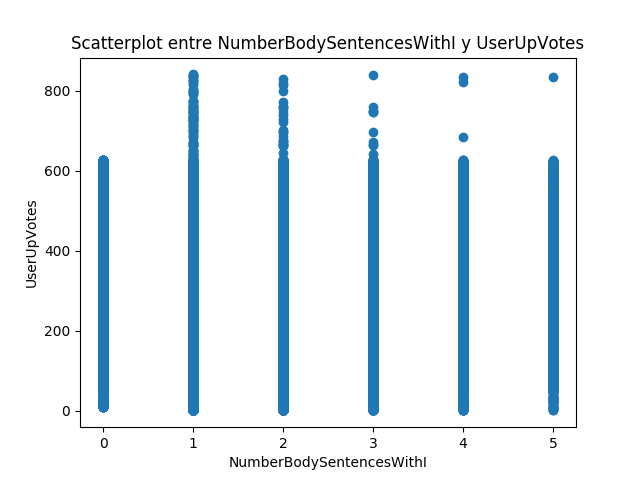 Scatterplot entre NumberBodySentencesWithI y UserUpVotes
800
600
400
200
0
UserUpVotes
0 1 2 3 4 5
NumberBodySentencesWithI